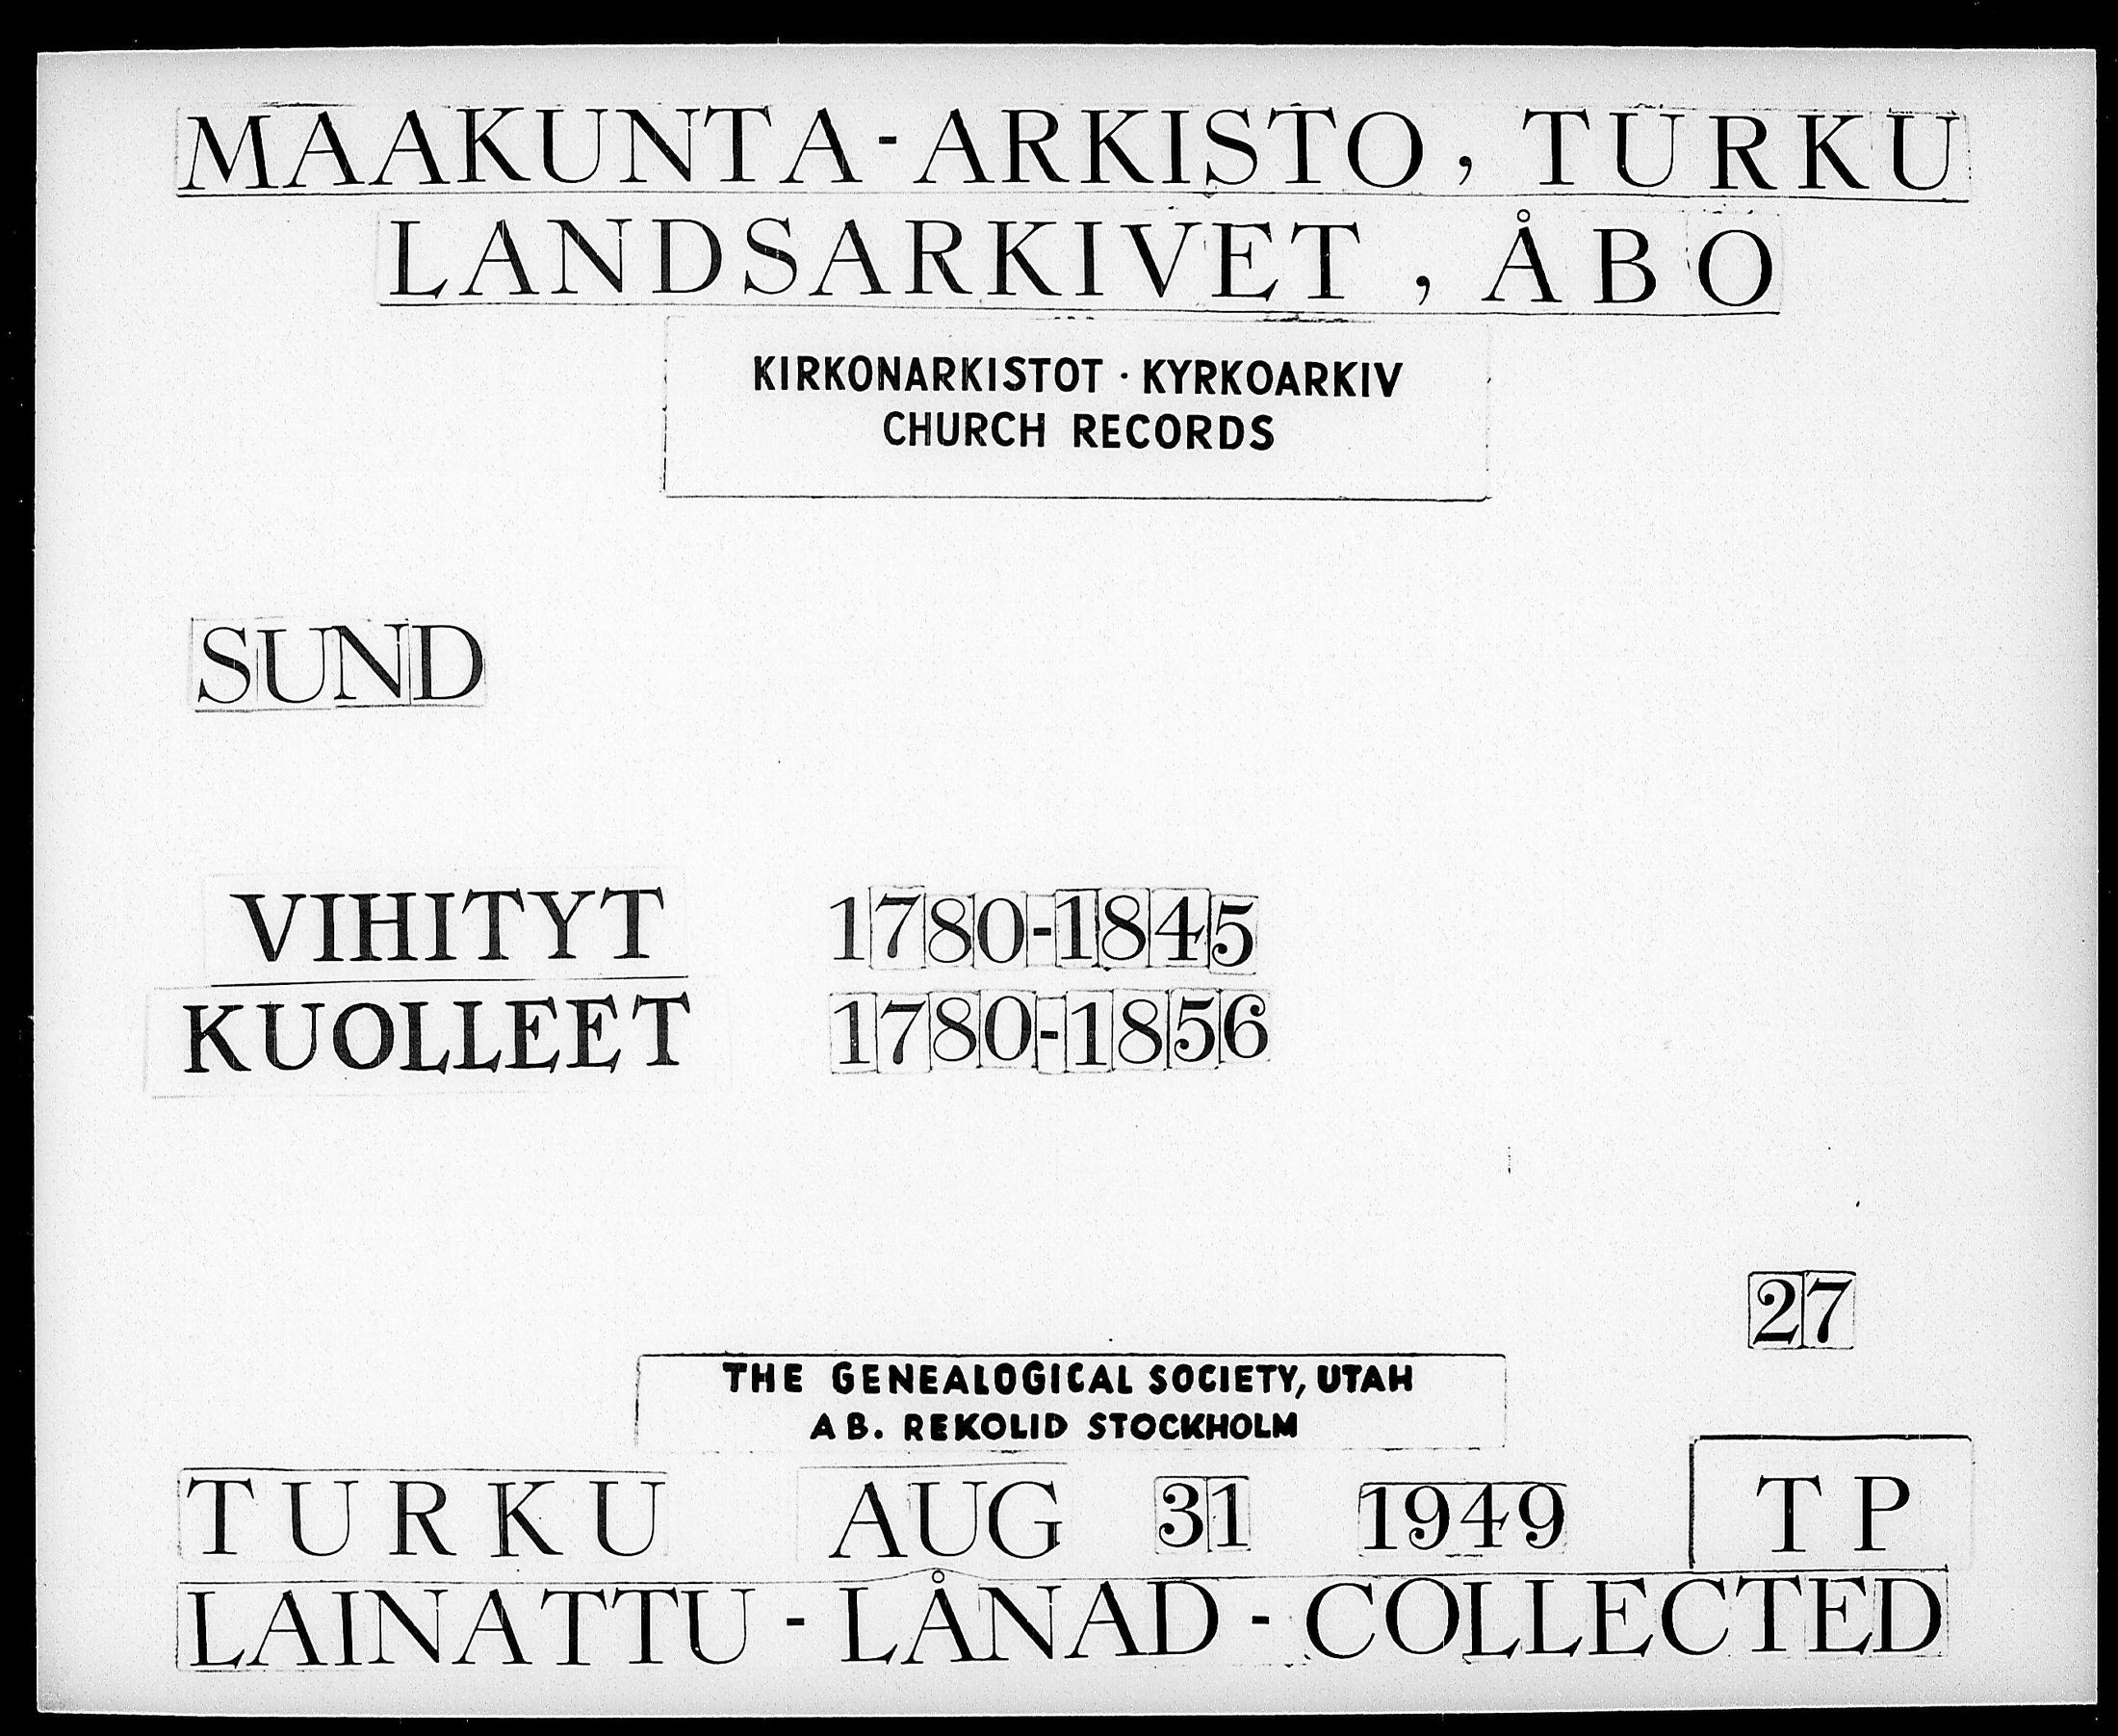 MAAKUNTA-ARKISTO, TURKU
LANDSARKIVET, ÅBO
KIRKONARKISTOT · KYRKOARKIV
CHURCH RECORDS
SUND
VIHITYT 1780-1845
KUOLLEET 1780-1856
27
THE GENEALOGICAL SOCIETY, UTAH
AB. REKOLID STOCKHOLM
TURKU AUG 31 1949 TP
LAINATTU - LÅNAD - COLLECTED